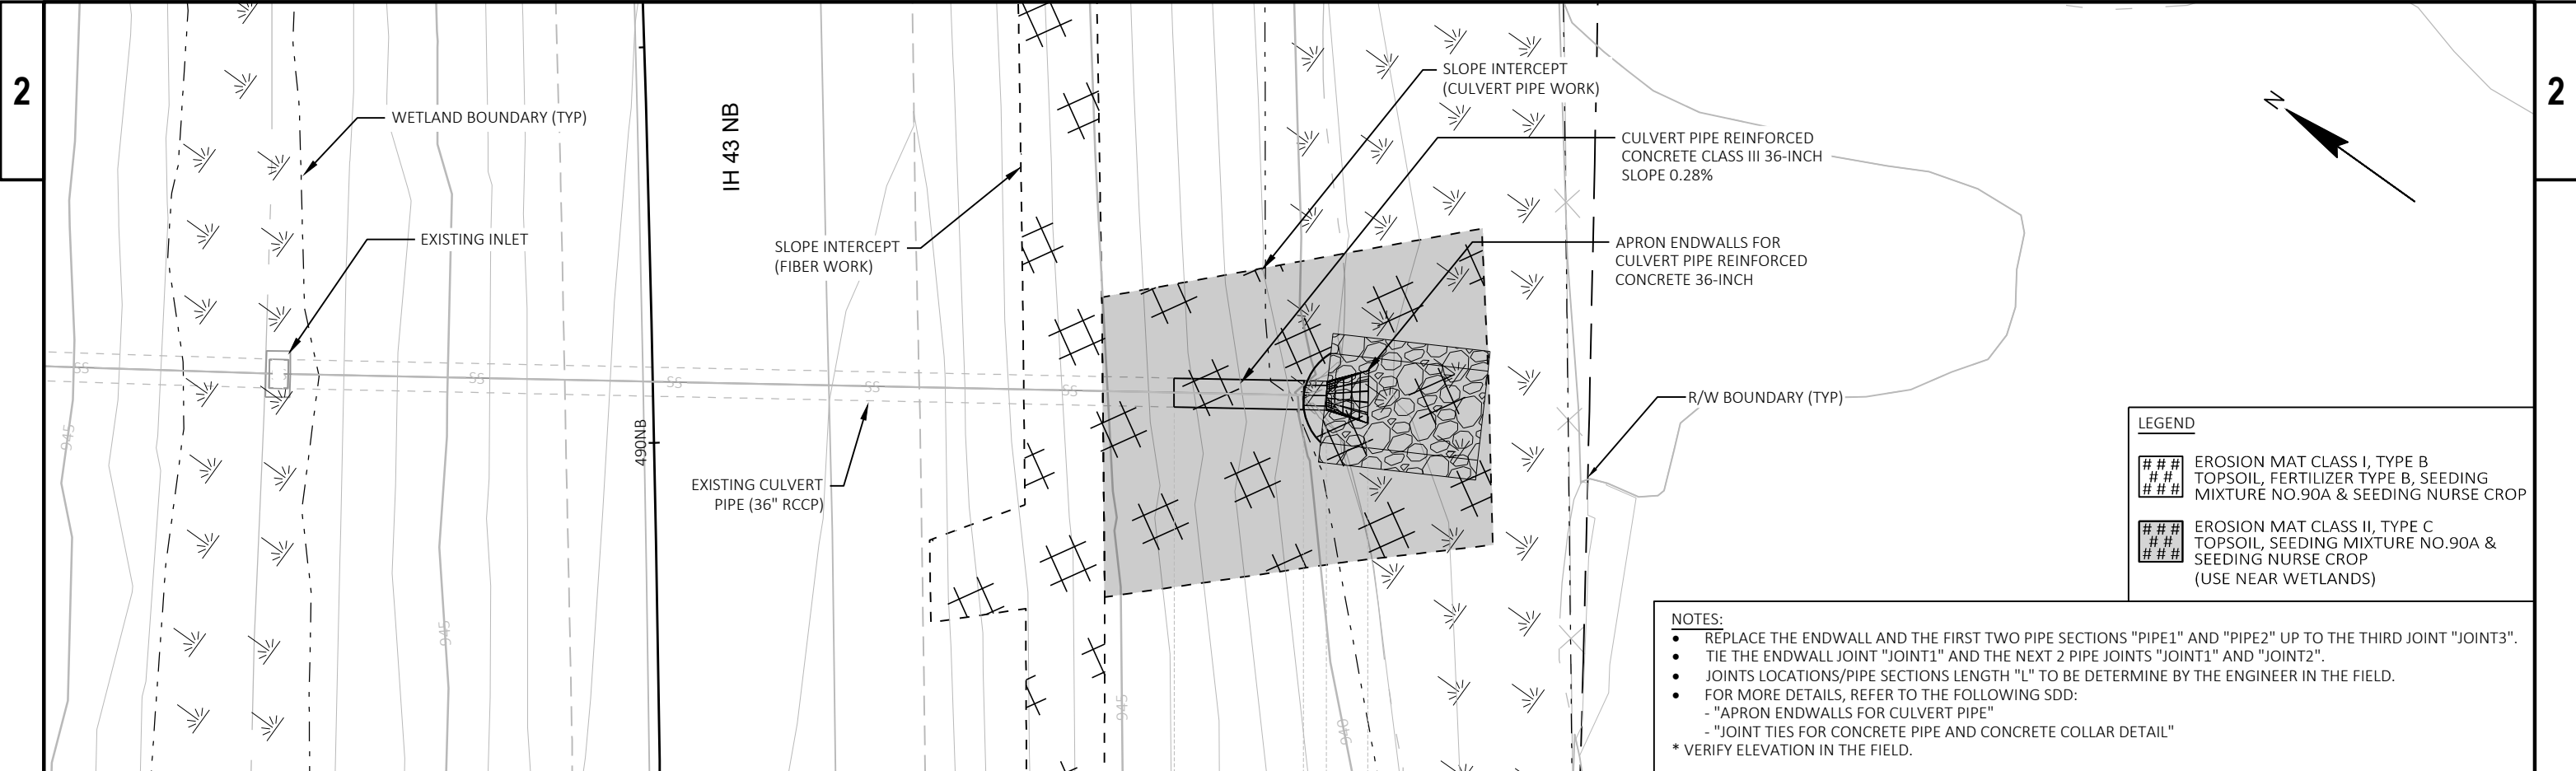 2
2
WETLAND BOUNDARY (TYP)
EXISTING INLET
IH 43 NB
SLOPE INTERCEPT
(FIBER WORK)
SLOPE INTERCEPT
(CULVERT PIPE WORK)
CULVERT PIPE REINFORCED
CONCRETE CLASS III 36-INCH
SLOPE 0.28%
APRON ENDWALLS FOR
CULVERT PIPE REINFORCED
CONCRETE 36-INCH
N
SS
SS
SS
SS
SS
945
490NB
EXISTING CULVERT
PIPE (36" RCCP)
R/W BOUNDARY (TYP)
945
945
940
LEGEND
EROSION MAT CLASS I, TYPE B
TOPSOIL, FERTILIZER TYPE B, SEEDING
MIXTURE NO.90A & SEEDING NURSE CROP
EROSION MAT CLASS II, TYPE C
TOPSOIL, SEEDING MIXTURE NO.90A &
SEEDING NURSE CROP
(USE NEAR WETLANDS)
NOTES:
• REPLACE THE ENDWALL AND THE FIRST TWO PIPE SECTIONS "PIPE1" AND "PIPE2" UP TO THE THIRD JOINT "JOINT3".
• TIE THE ENDWALL JOINT "JOINT1" AND THE NEXT 2 PIPE JOINTS "JOINT1" AND "JOINT2".
• JOINTS LOCATIONS/PIPE SECTIONS LENGTH "L" TO BE DETERMINE BY THE ENGINEER IN THE FIELD.
• FOR MORE DETAILS, REFER TO THE FOLLOWING SDD:
- "APRON ENDWALLS FOR CULVERT PIPE"
- "JOINT TIES FOR CONCRETE PIPE AND CONCRETE COLLAR DETAIL"
* VERIFY ELEVATION IN THE FIELD.